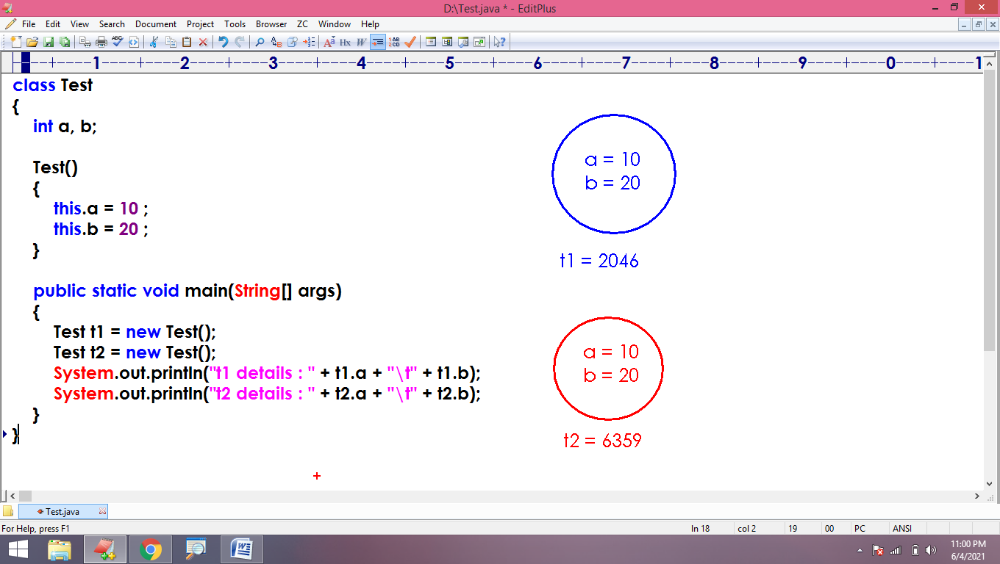 D:\Test.java * - EditPlus
File Edit View Search Document Project Tools Browser ZC Window Help
----+----1----+----2----+----3----+----4----+----5----+----6----+----7----+----8----+----9----+----0----+----1
class Test
{
int a, b;
Test()
{
this.a = 10 ;
this.b = 20 ;
}
public static void main(String[] args)
{
Test t1 = new Test();
Test t2 = new Test();
System.out.println("t1 details : " + t1.a + "\t" + t1.b);
System.out.println("t2 details : " + t2.a + "\t" + t2.b);
}
}
a = 10
b = 20
t1 = 2046
a = 10
b = 20
t2 = 6359
Test.java
For Help, press F1 ln 18 col 2 19 00 PC ANSI
11:00 PM
6/4/2021